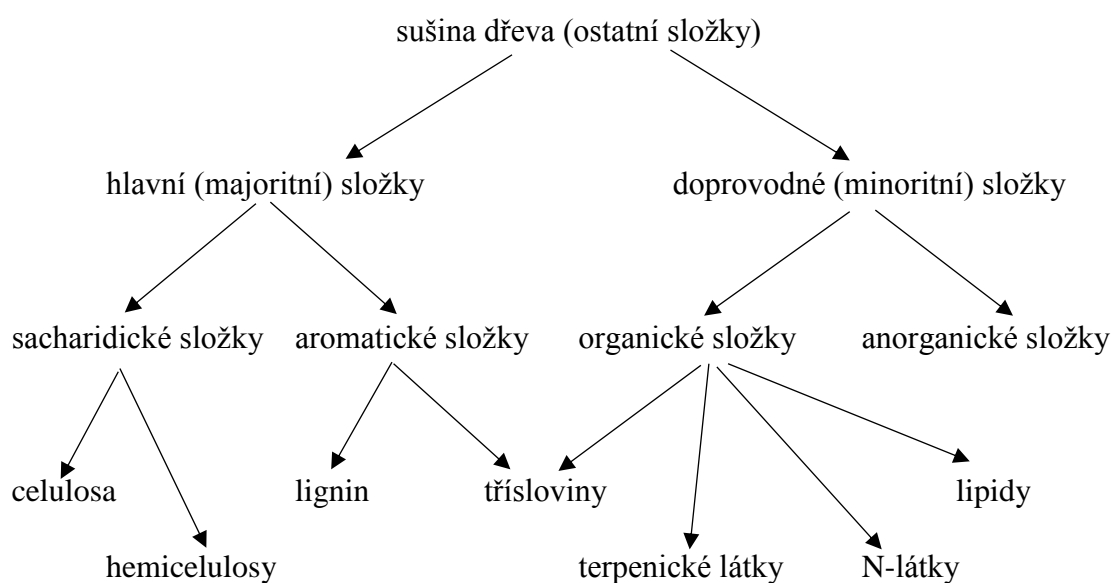 sušina dřeva (ostatní složky)
hlavní (majoritní) složky
doprovodné (minoritní) složky
sacharidické složky
aromatické složky
organické složky
anorganické složky
celulosa
lignin
třísloviny
lipidy
hemicelulosy
terpenické látky
N-látky